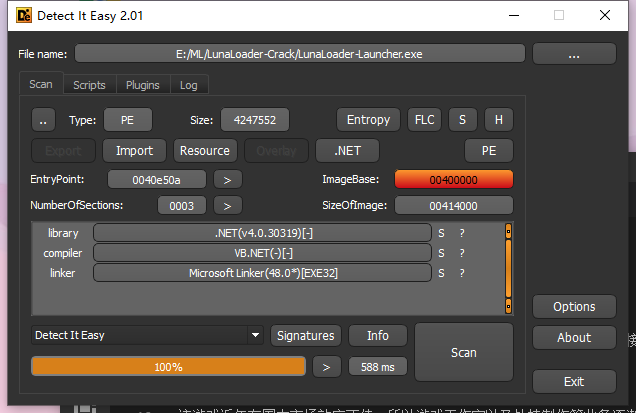 Detect It Easy 2.01
File name: E:/ML/LunaLoader-Crack/LunaLoader-Launcher.exe ...
Scan Scripts Plugins Log
.. Type: PE Size: 4247552 Entropy FLC S H
Export Import Resource Overlay .NET PE
EntryPoint: 0040e50a > ImageBase: 00400000
NumberOfSections: 0003 > SizeOfImage: 00414000
library .NET(v4.0.30319)[-] S ?
compiler VB.NET(-)[-] S ?
linker Microsoft Linker(48.0*)[EXE32] S ?
Detect It Easy Signatures Info Scan
100% > 588 ms
Options
About
Exit